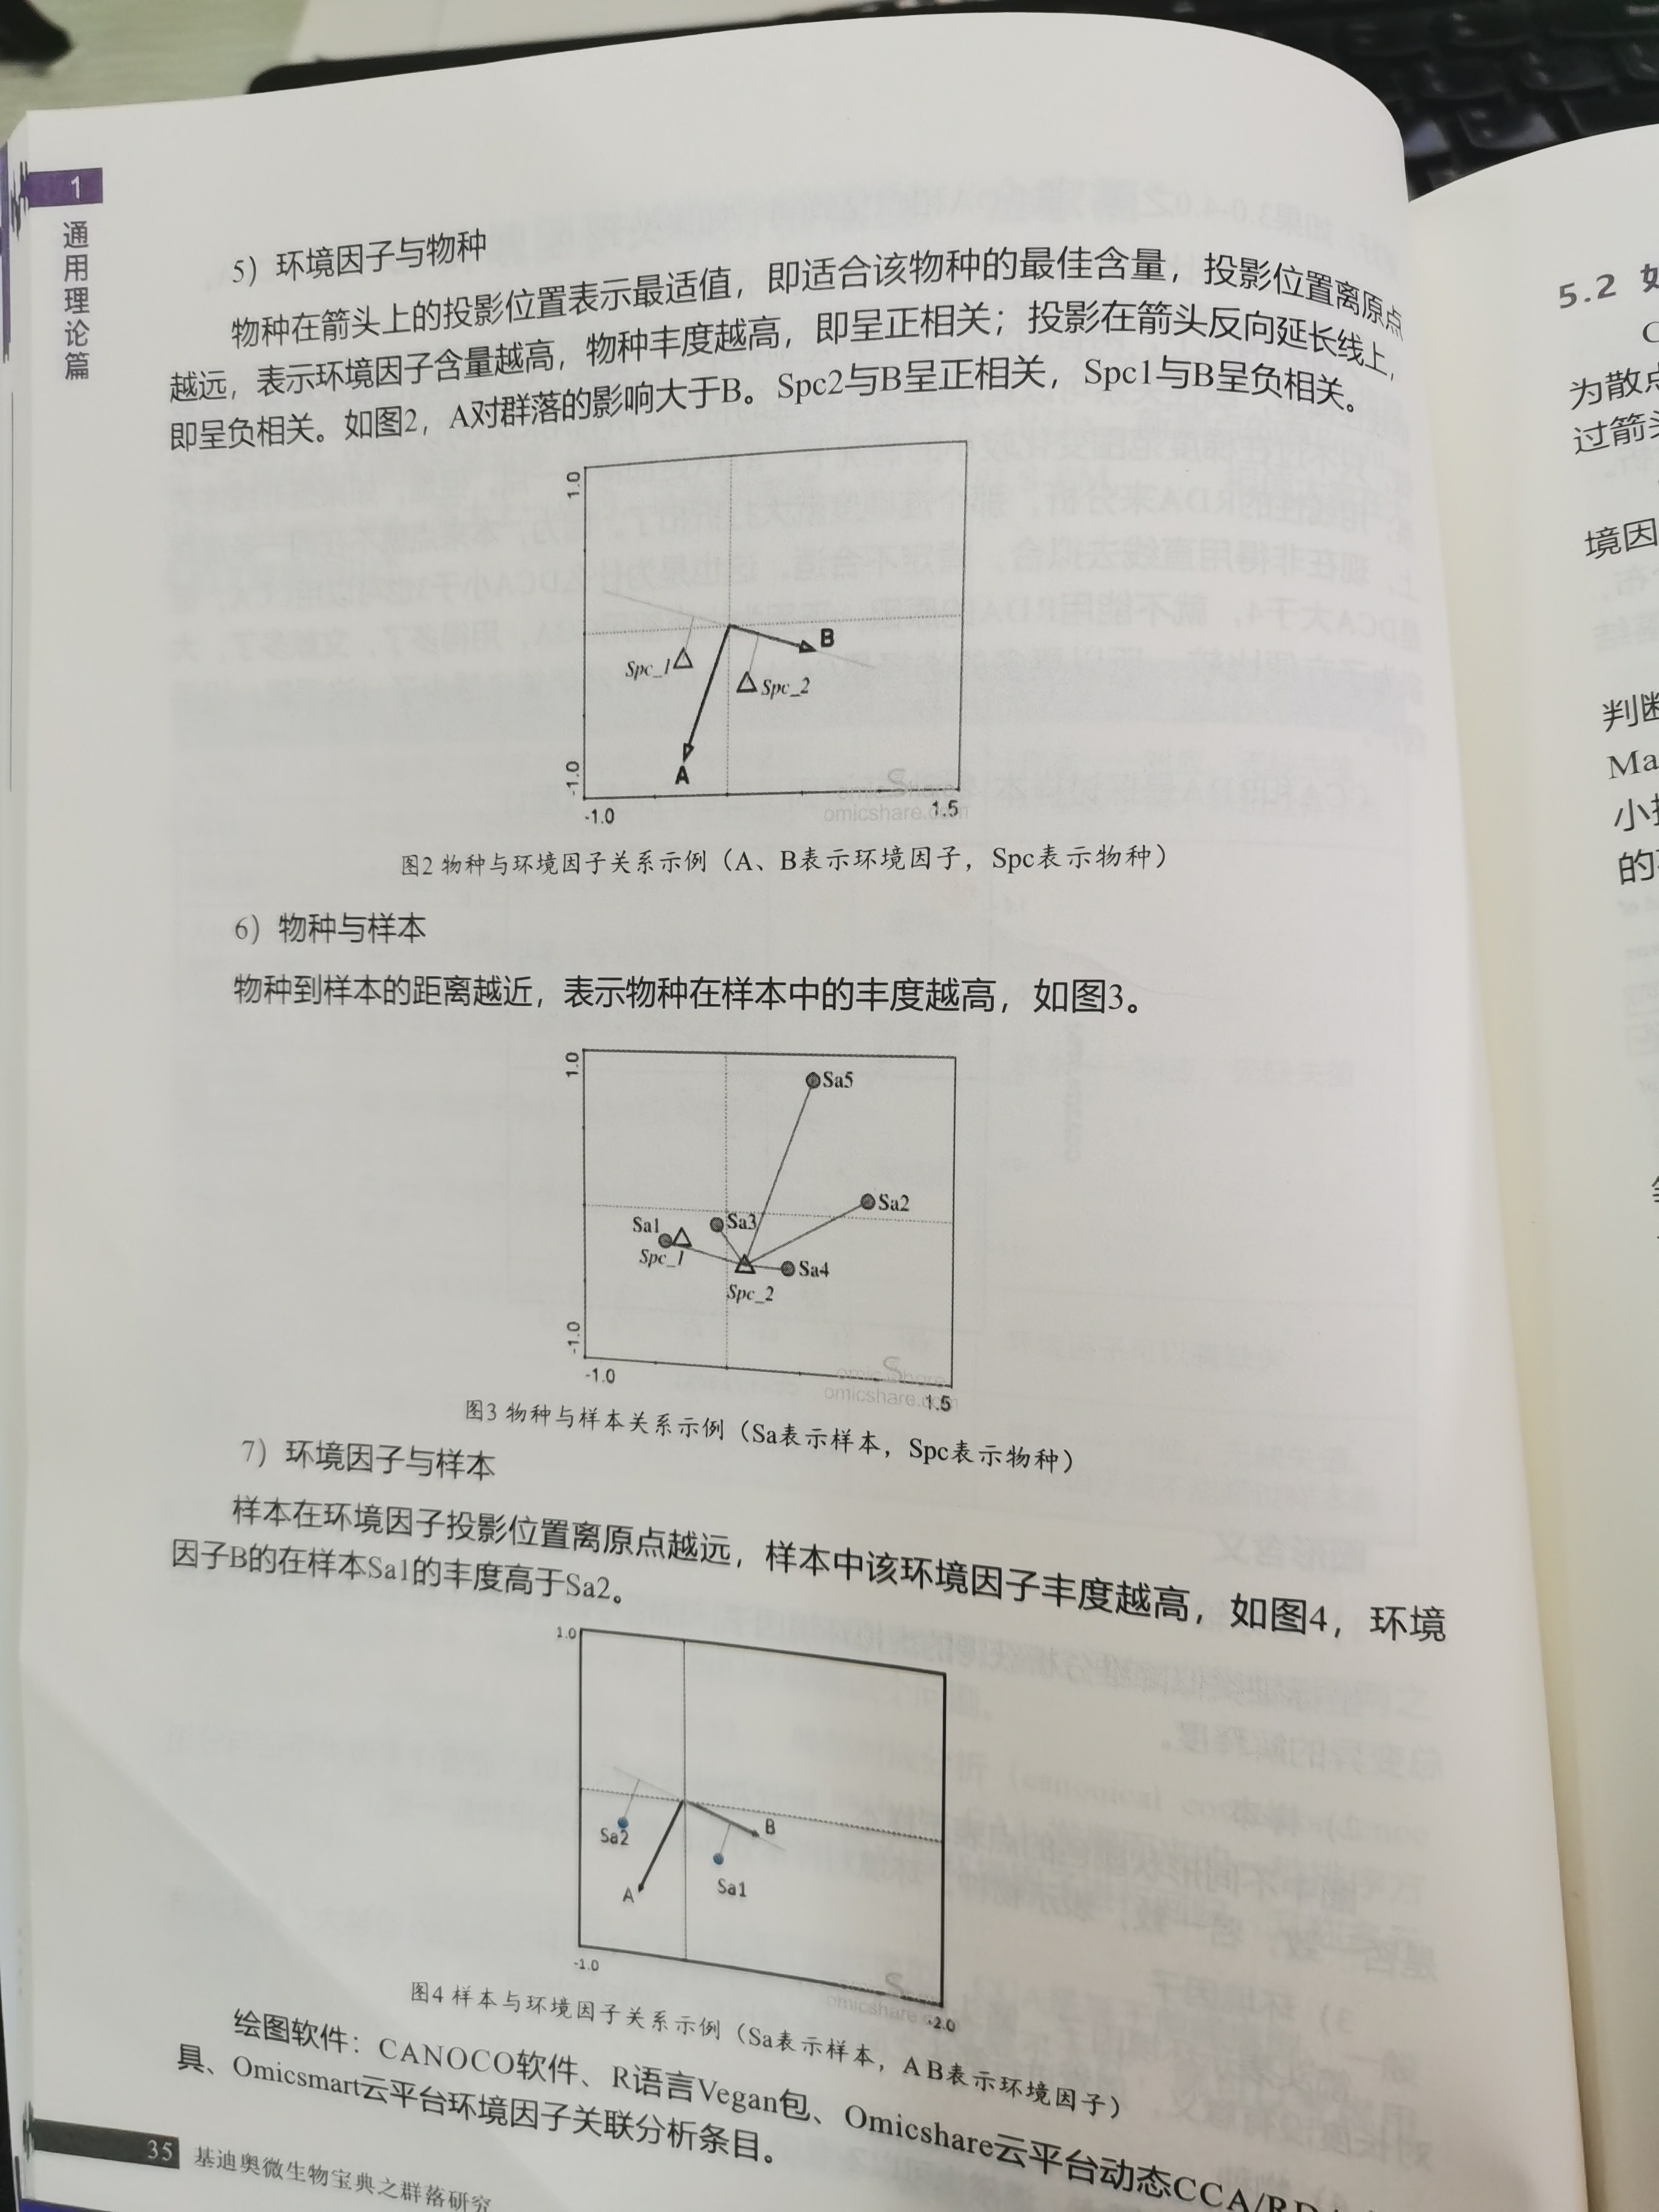 1
通用理论篇
5）环境因子与物种
物种在箭头上的投影位置表示最适值，即适合该物种的最佳含量，投影位置离原点
越远，表示环境因子含量越高，物种丰度越高，即呈正相关；投影在箭头反向延长线上，
即呈负相关。如图2，A对群落的影响大于B。Spc2与B呈正相关，Spc1与B呈负相关。
1.0
B
Spc_1
Spc_2
A
-1.0
-1.0
1.5
omicshare.com
图2 物种与环境因子关系示例（A、B表示环境因子，Spc表示物种）
6）物种与样本
物种到样本的距离越近，表示物种在样本中的丰度越高，如图3。
1.0
Sa5
Sa2
Sa1
Sa3
Spc_1
Sa4
Spc_2
-1.0
-1.0
1.5
omicshare.com
图3 物种与样本关系示例（Sa表示样本，Spc表示物种）
7）环境因子与样本
样本在环境因子投影位置离原点越远，样本中该环境因子丰度越高，如图4，环境
因子B的在样本Sa1的丰度高于Sa2。
1.0
B
Sa2
A
Sa1
-1.0
2.0
omicshare.com
图4 样本与环境因子关系示例（Sa表示样本，AB表示环境因子）
绘图软件：CANOCO软件、R语言Vegan包、Omicshare云平台动态CCA/RD
具、Omicsmart云平台环境因子关联分析条目。
35 基迪奥微生物宝典之群落研究
5.2
C
为散点
过箭头
境因
判断
Ma
小
的